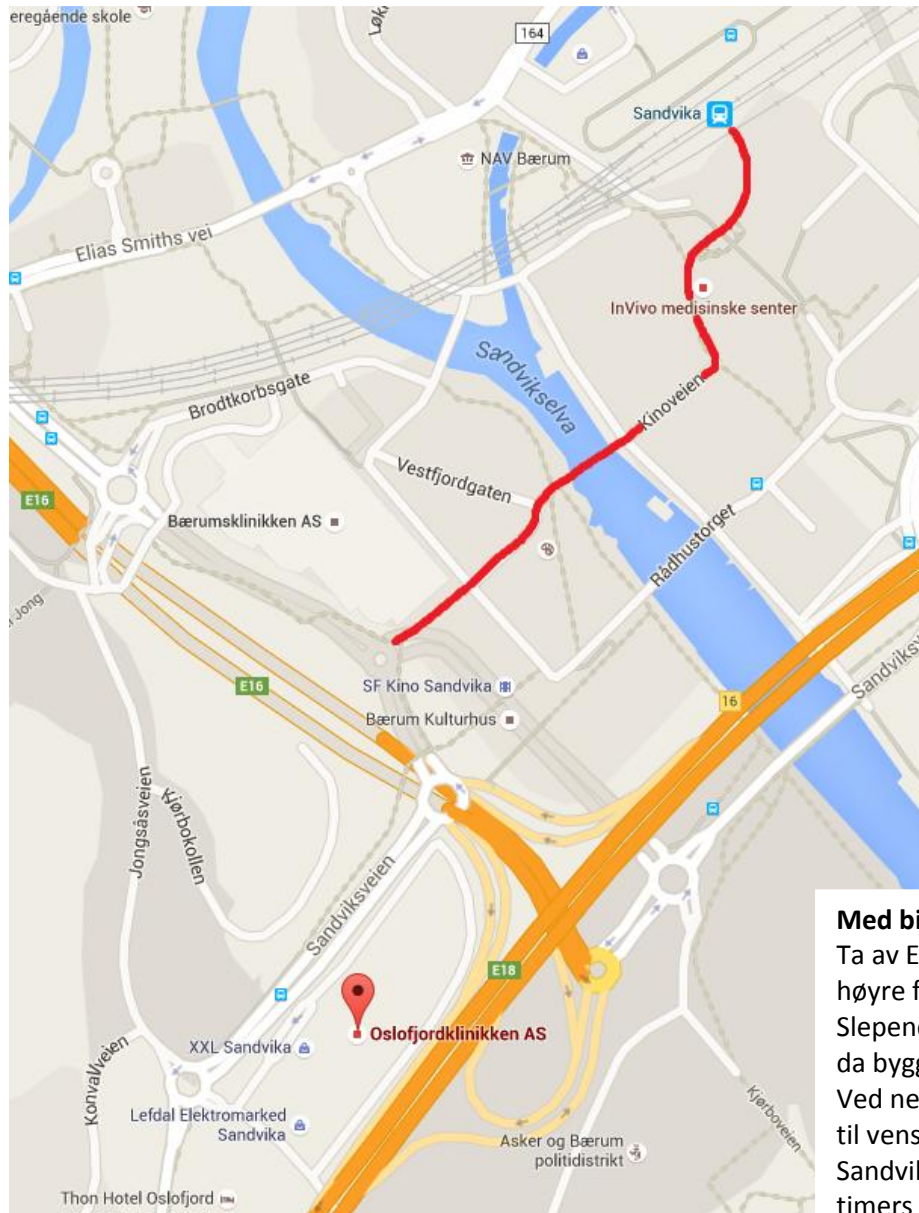 eregående skole
164
Sandvika
NAV Bærum
Elias Smiths vei
InVivo medisinske senter
Sandvikselva
Kinoveien
Brodtkorbsgate
Vestfjordgaten
E16
Bærumsklinikken AS
Rådhustorget
Jong
E16
SF Kino Sandvika
16
Bærum Kulturhus
Sandviksv
Jongsåsveien
Kjørbokollen
Sandviksveien
E18
Oslofjordklinikken AS
XXL Sandvika
Konvallveien
Lefdal Elektromarked
Sandvika
Kjørboveien
Asker og Bærum
politidistrikt
Thon Hotel Oslofjord
Med bi
Ta av E
høyre f
Slepend
da bygg
Ved ne
til vens
Sandvik
timers